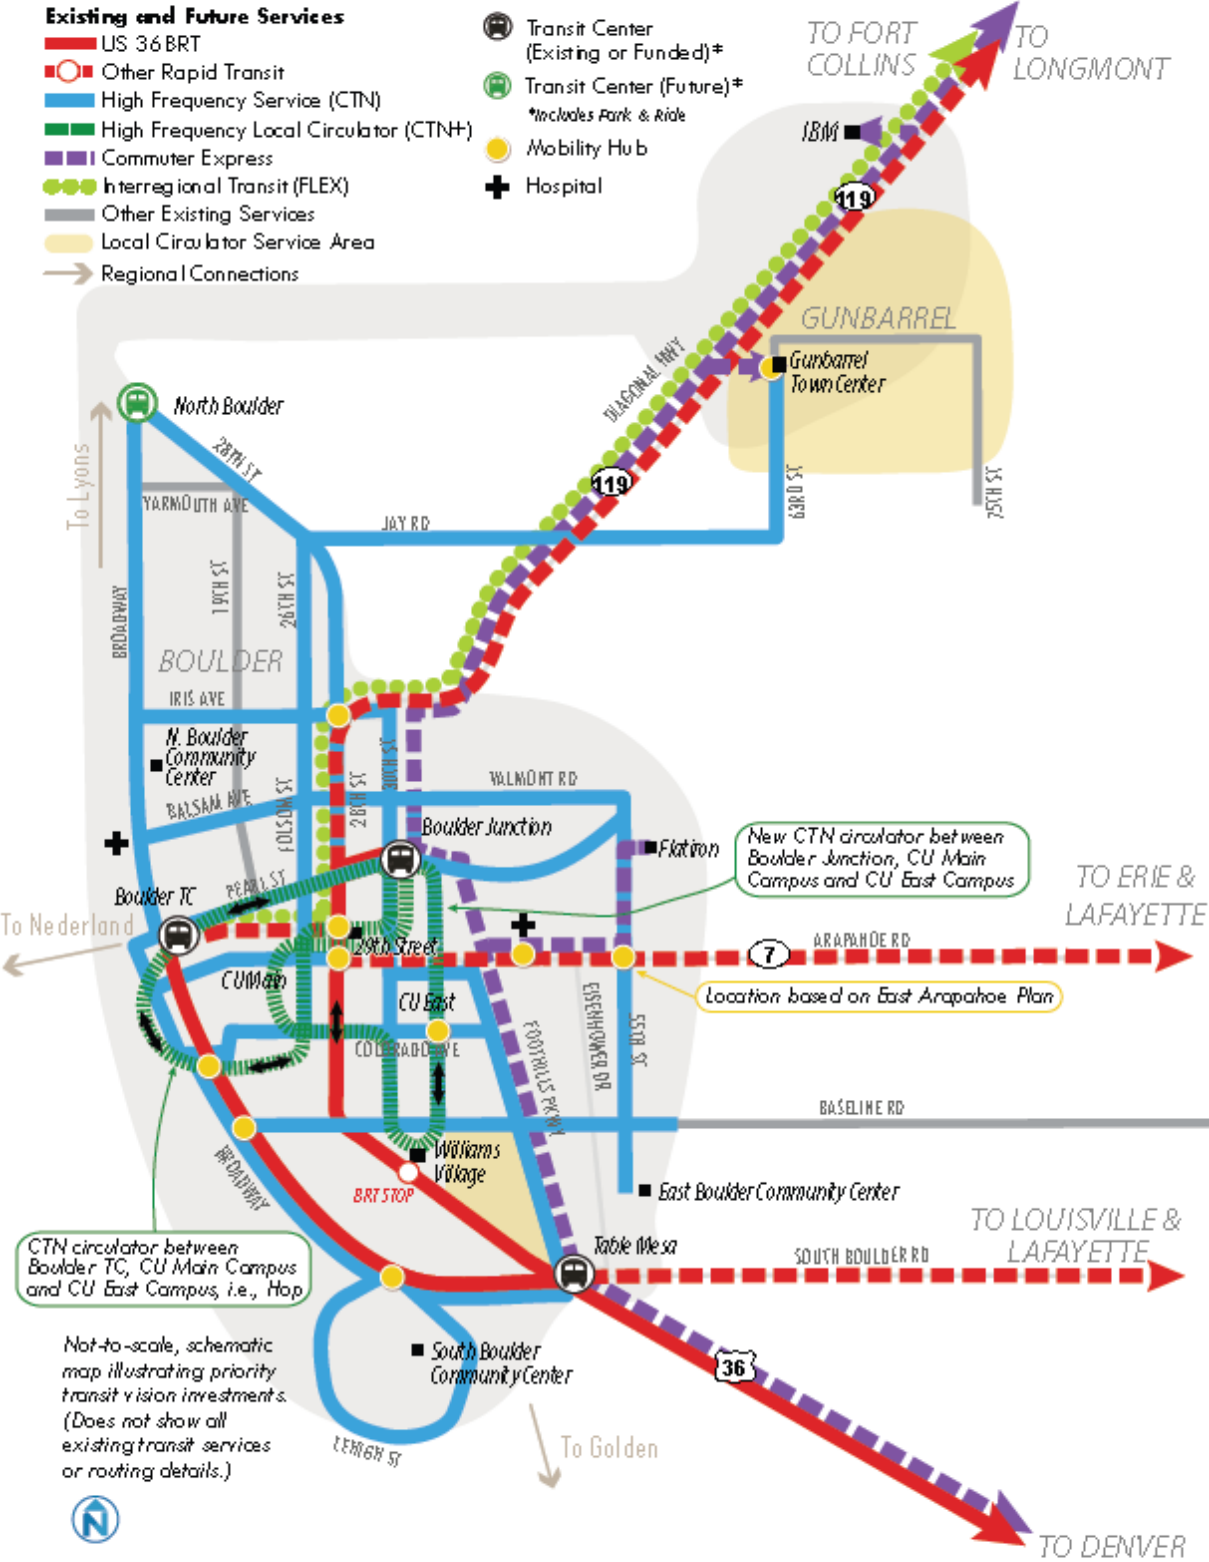 Existing and Future Services
US 36 BRT
Other Rapid Transit
High Frequency Service (CTN)
High Frequency Local Circulator (CTN+)
Commuter Express
Interregional Transit (FLEX)
Other Existing Services
Local Circulator Service Area
Regional Connections
Transit Center
(Existing or Funded)*
Transit Center (Future)*
*Includes Park & Ride
Mobility Hub
Hospital
TO FORT
COLLINS
TO
LONGMONT
IBM
119
GUNBARREL
Gunbarrel
Town Center
DIAGONAL HWY
119
63RD ST
75TH ST
North Boulder
To Lyons
28TH ST
YARMOUTH AVE
JAY RD
BROADWAY
19TH ST
26TH ST
BOULDER
IRIS AVE
N. Boulder
Community
Center
30TH ST
28TH ST
FOLSOM ST
VALMONT RD
BALSAM AVE
Boulder Junction
Flatiron
New CTN circulator between
Boulder Junction, CU Main
Campus and CU East Campus
TO ERIE &
LAFAYETTE
PEARL ST
Boulder TC
To Nederland
29th Street
7
ARAPAHOE RD
CU Main
CU East
Location based on East Arapahoe Plan
COLORADO AVE
FOOTHILLS PKWY
EISENHOWER DR
55TH ST
BASELINE RD
Williams
Village
BRT STOP
BROADWAY
East Boulder Community Center
TO LOUISVILLE &
LAFAYETTE
Table Mesa
SOUTH BOULDER RD
CTN circulator between
Boulder TC, CU Main Campus
and CU East Campus, i.e., Hop
Not-to-scale, schematic
map illustrating priority
transit vision investments.
(Does not show all
existing transit services
or routing details.)
South Boulder
Community Center
36
LEHIGH ST
To Golden
N
TO DENVER